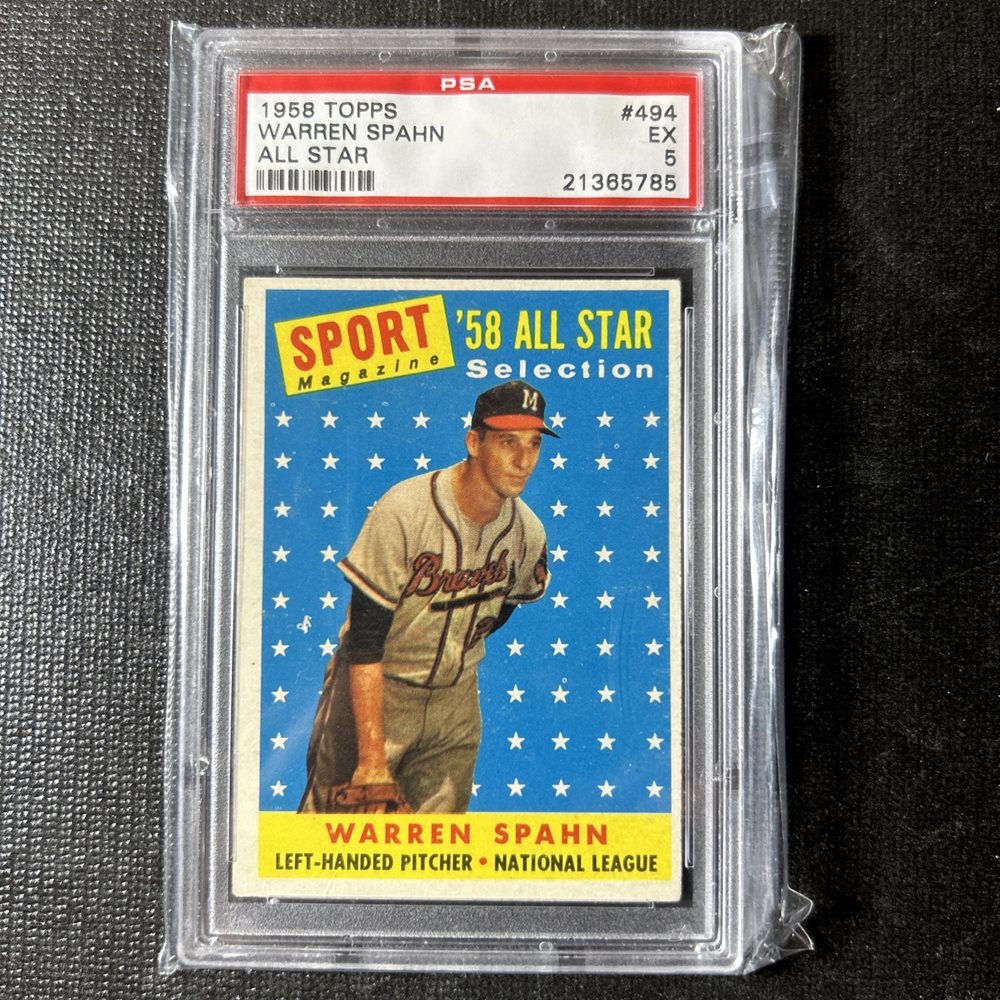 PSA
1958 TOPPS #494
WARREN SPAHN EX
ALL STAR 5
21365785
SPORT
Magazine
'58 ALL STAR
Selection
M
Braves
WARREN SPAHN
LEFT-HANDED PITCHER • NATIONAL LEAGUE